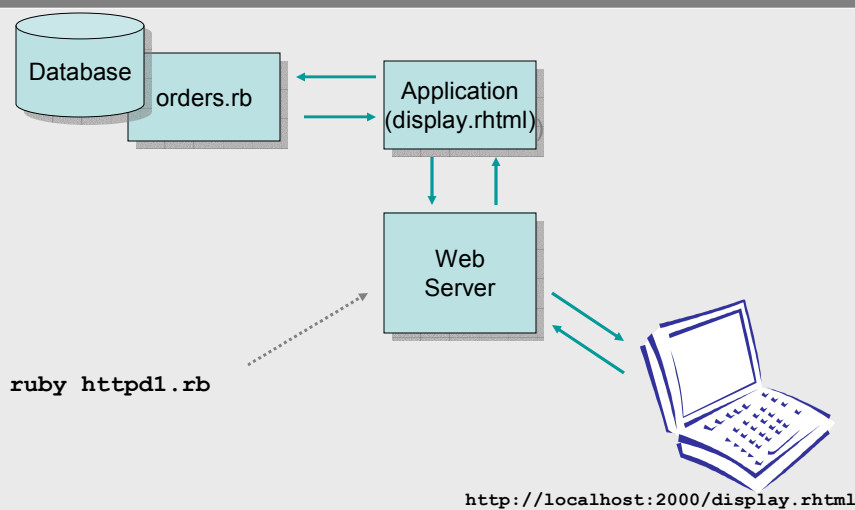 Database
orders.rb
Application
(display.rhtml)
Web
Server
ruby httpd1.rb
http://localhost:2000/display.rhtml